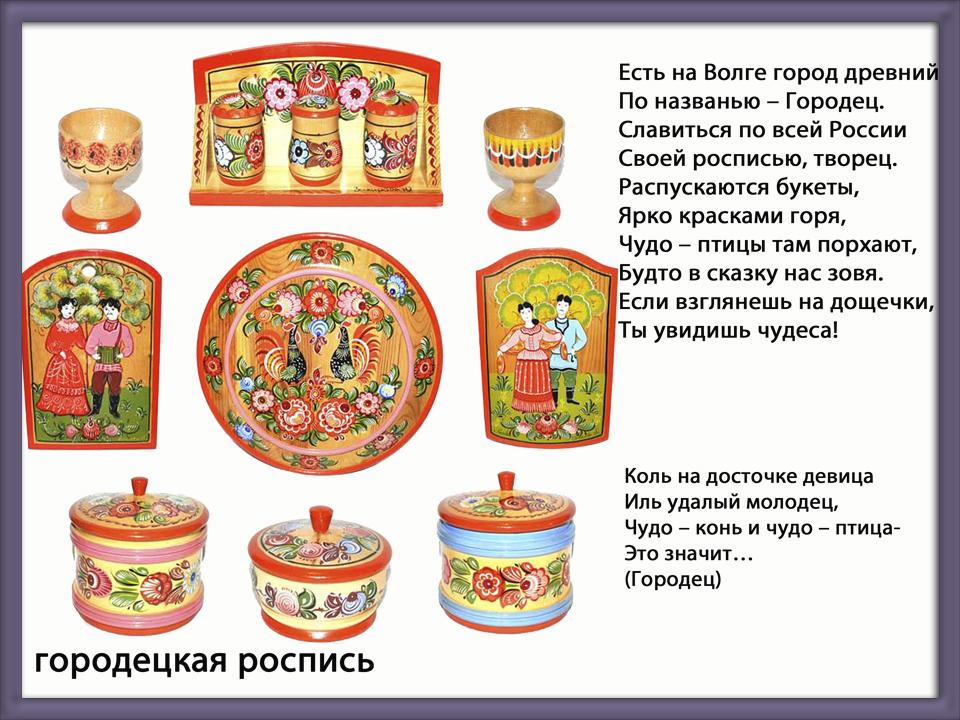 Есть на Волге город древний
По названью – Городец.
Славиться по всей России
Своей росписью, творец.
Распускаются букеты,
Ярко красками горя,
Чудо – птицы там порхают,
Будто в сказку нас зовя.
Если взглянешь на дощечки,
Ты увидишь чудеса!
Коль на досточке девица
Иль удалый молодец,
Чудо – конь и чудо – птица-
Это значит...
(Городец)
городецкая роспись